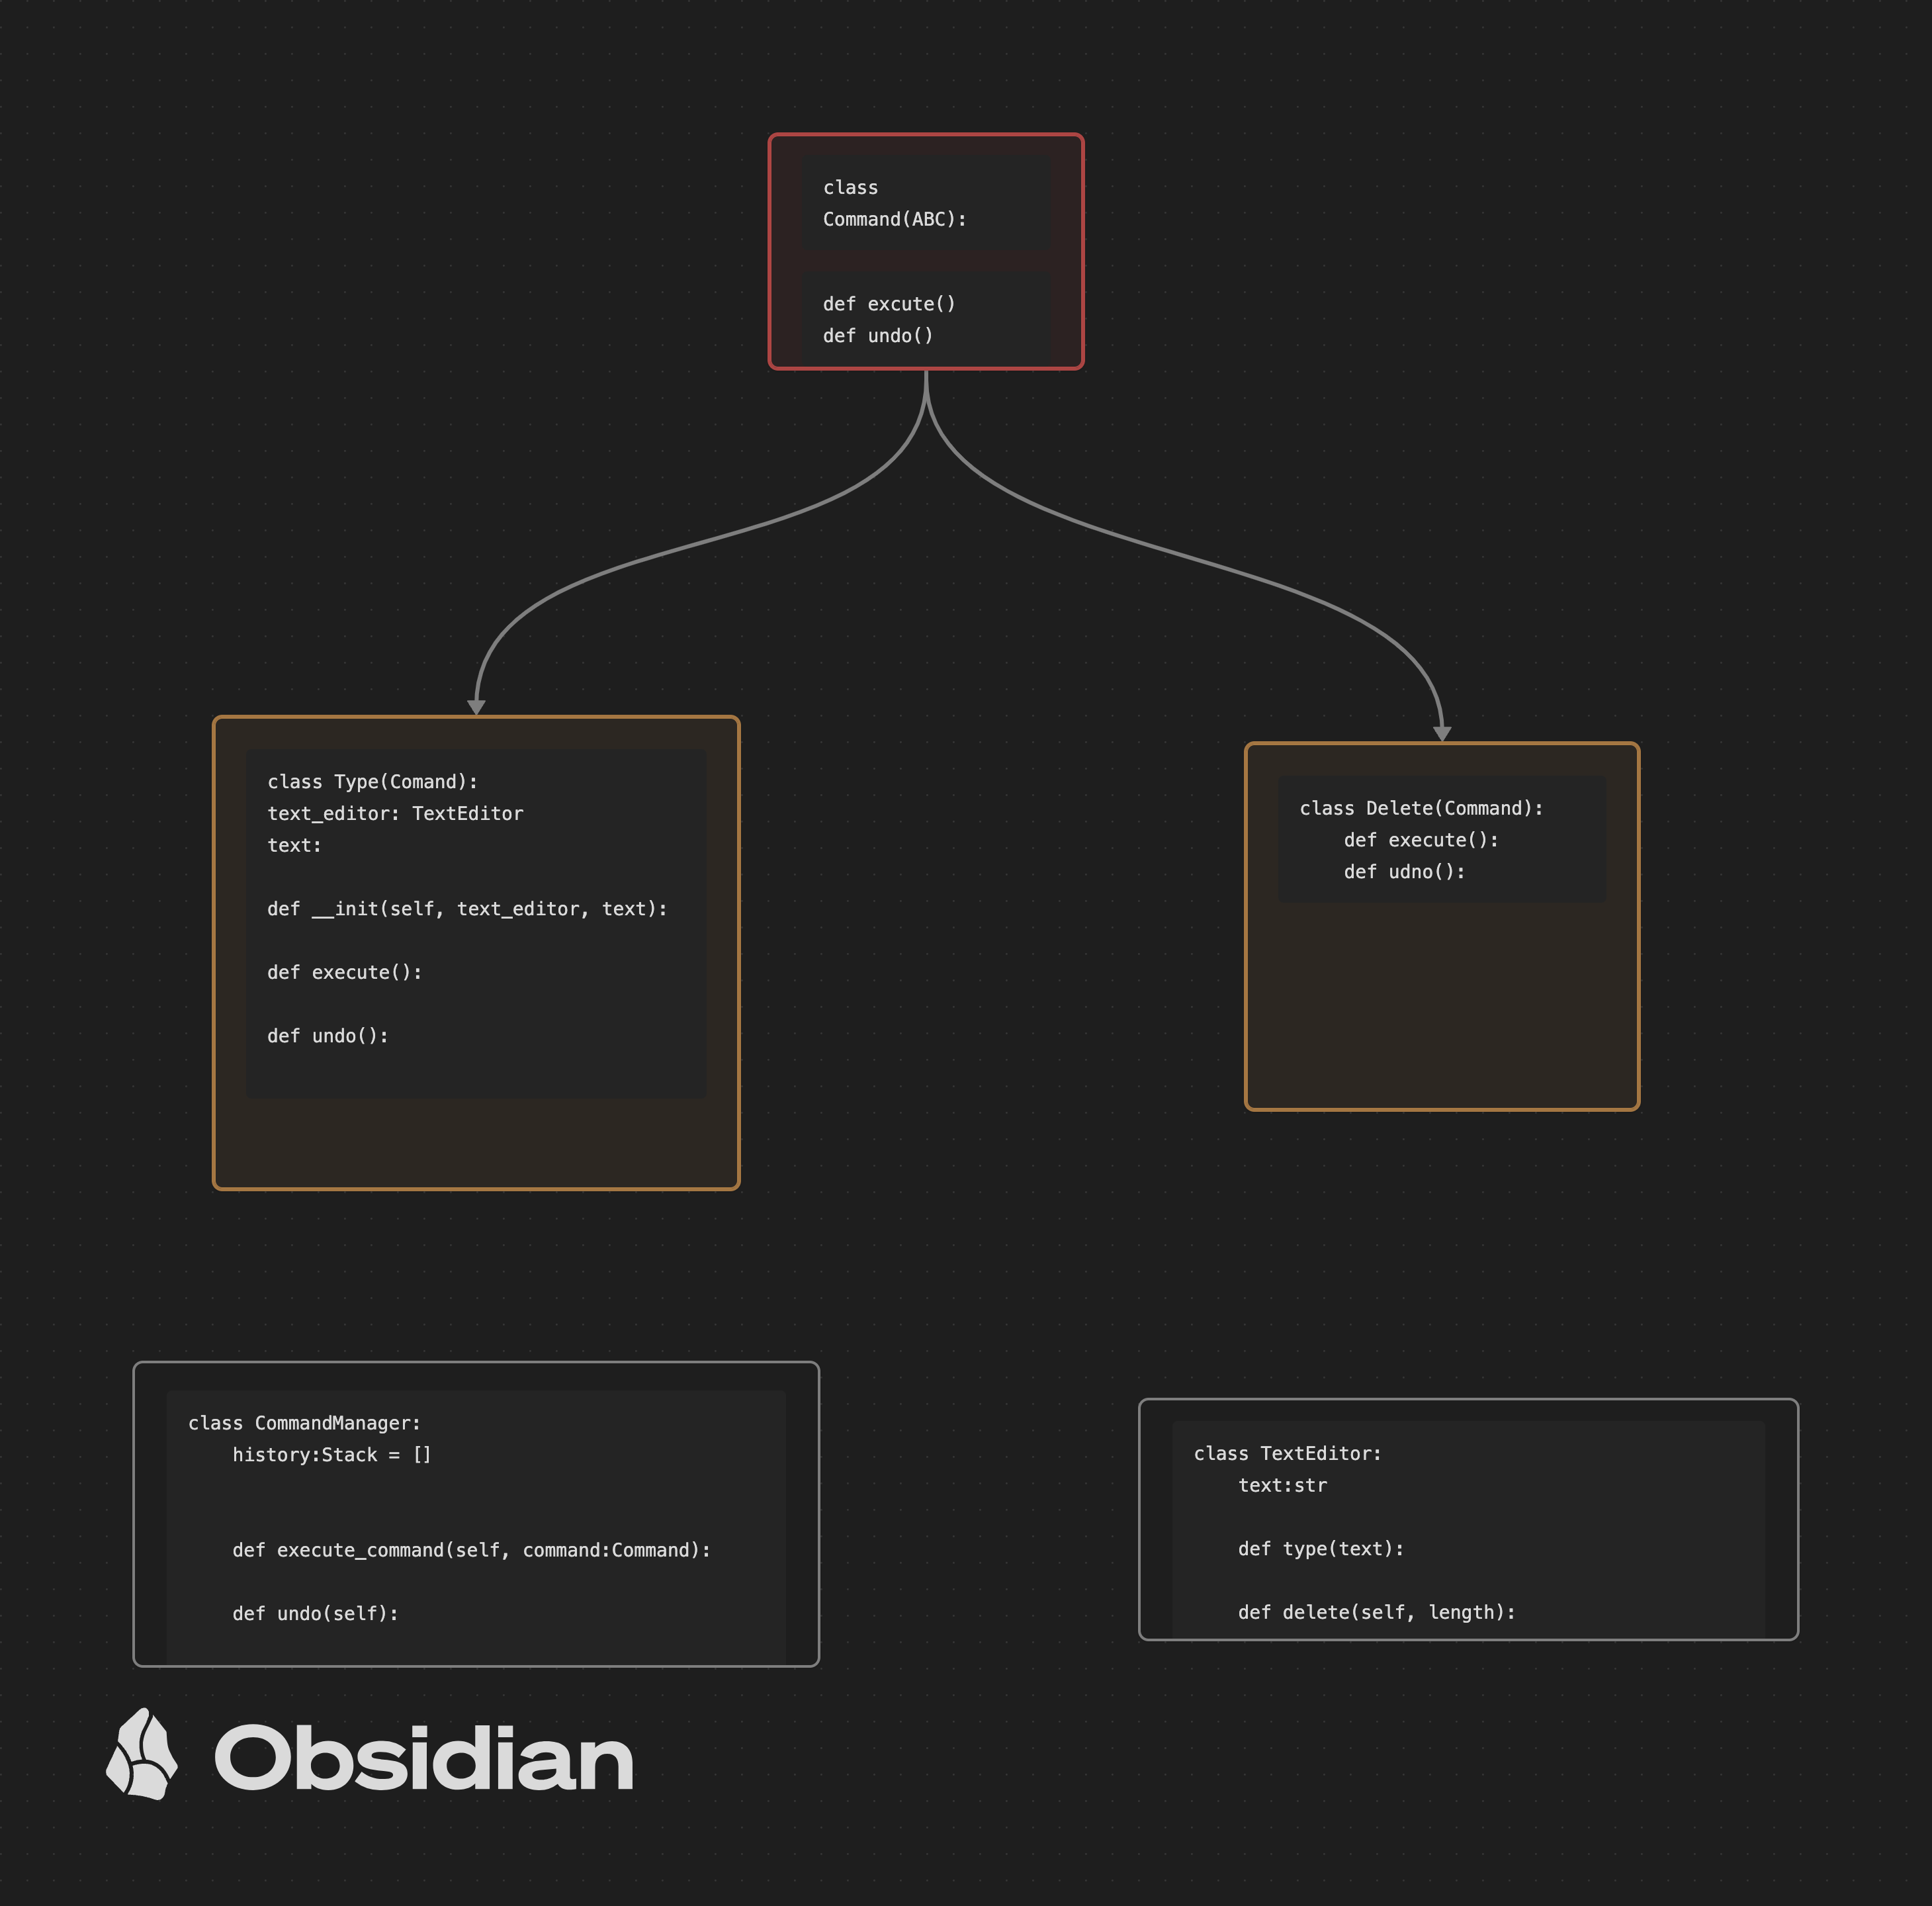 class
Command(ABC):
def excute()
def undo()
class Type(Comand):
text_editor: TextEditor
text:
def __init(self, text_editor, text):
def execute():
def undo():
class Delete(Command):
def execute():
def udno():
class CommandManager:
history:Stack = []
def execute_command(self, command:Command):
def undo(self):
class TextEditor:
text:str
def type(text):
def delete(self, length):
Obsidian